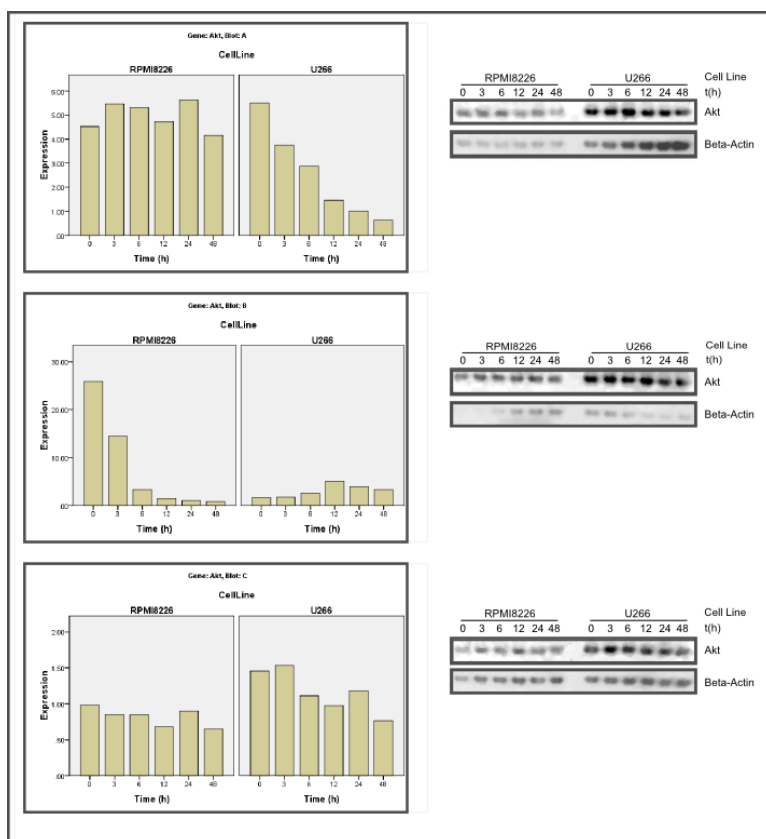 Gene: Akt, Blot: A
CellLine
RPMI8226 U266
Expression
6.00
5.00
4.00
3.00
2.00
1.00
.00
0 3 6 12 24 48 0 3 6 12 24 48
Time (h) Time (h)
RPMI8226 U266 Cell Line
0 3 6 12 24 48 0 3 6 12 24 48 t(h)
Akt
Beta-Actin
Gene: Akt, Blot: B
CellLine
RPMI8226 U266
Expression
30.00
20.00
10.00
.00
0 3 6 12 24 48 0 3 6 12 24 48
Time (h) Time (h)
RPMI8226 U266 Cell Line
0 3 6 12 24 48 0 3 6 12 24 48 t(h)
Akt
Beta-Actin
Gene: Akt, Blot: C
CellLine
RPMI8226 U266
Expression
2.00
1.50
1.00
.50
.00
0 3 6 12 24 48 0 3 6 12 24 48
Time (h) Time (h)
RPMI8226 U266 Cell Line
0 3 6 12 24 48 0 3 6 12 24 48 t(h)
Akt
Beta-Actin